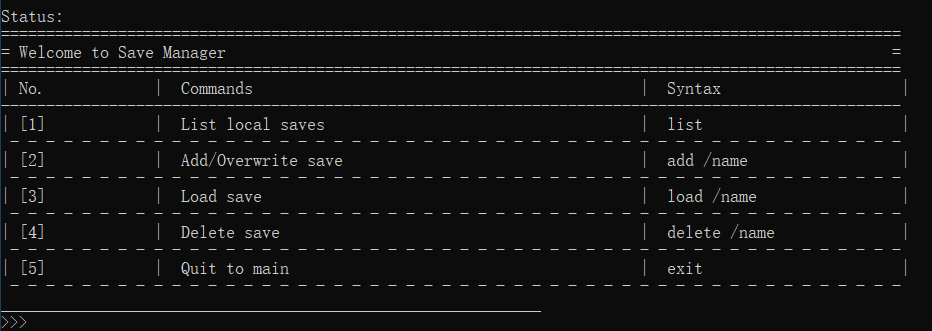 Status:
= Welcome to Save Manager =
| No. | Commands | Syntax |
| [1] | List local saves | list |
| [2] | Add/Overwrite save | add /name |
| [3] | Load save | load /name |
| [4] | Delete save | delete /name |
| [5] | Quit to main | exit |
>>>